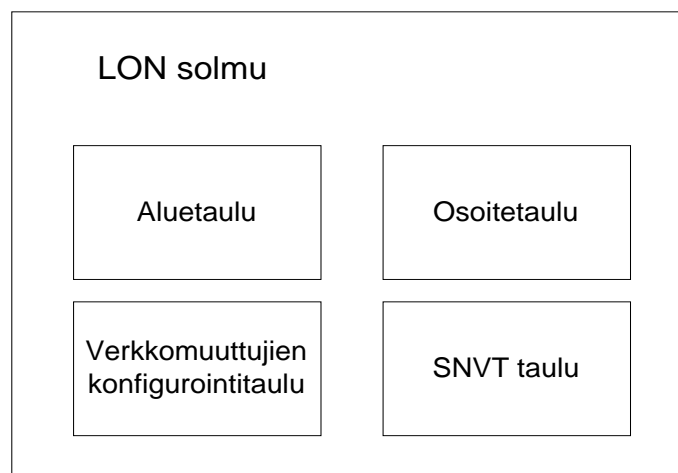 LON solmu
Aluetaulu
Osoitetaulu
Verkkomuuttujien
konfigurointitaulu
SNVT taulu